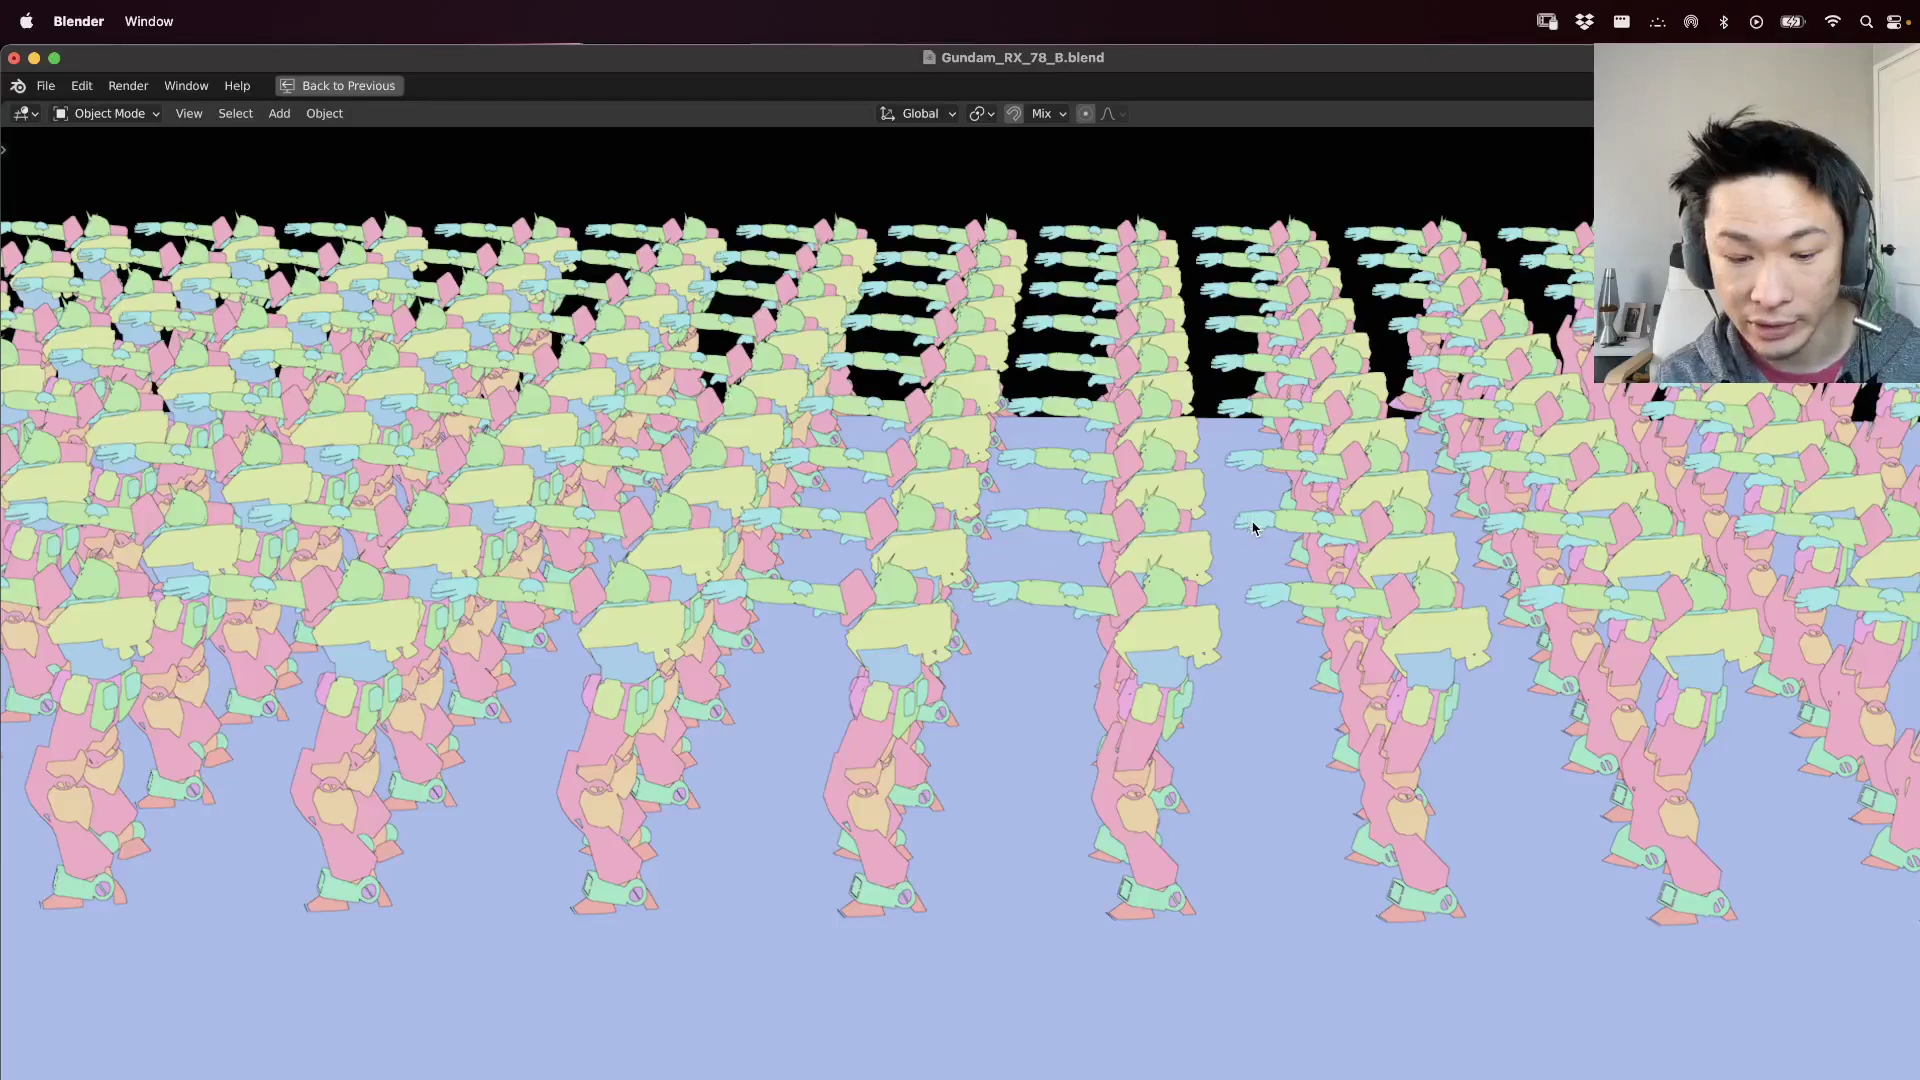 Blender Window
Gundam_RX_78_B.blend
File Edit Render Window Help Back to Previous
Object Mode View Select Add Object Global Mix